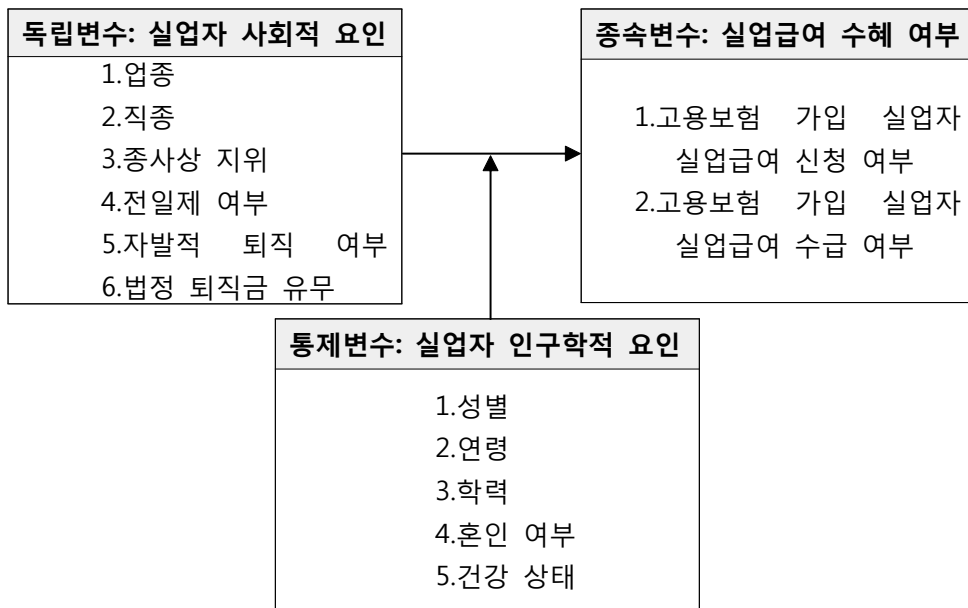 독립변수: 실업자 사회적 요인
1.업종
2.직종
3.종사상 지위
4.전일제 여부
5.자발적 퇴직 여부
6.법정 퇴직금 유무
종속변수: 실업급여 수혜 여부
1.고용보험 가입 실업자
실업급여 신청 여부
2.고용보험 가입 실업자
실업급여 수급 여부
통제변수: 실업자 인구학적 요인
1.성별
2.연령
3.학력
4.혼인 여부
5.건강 상태